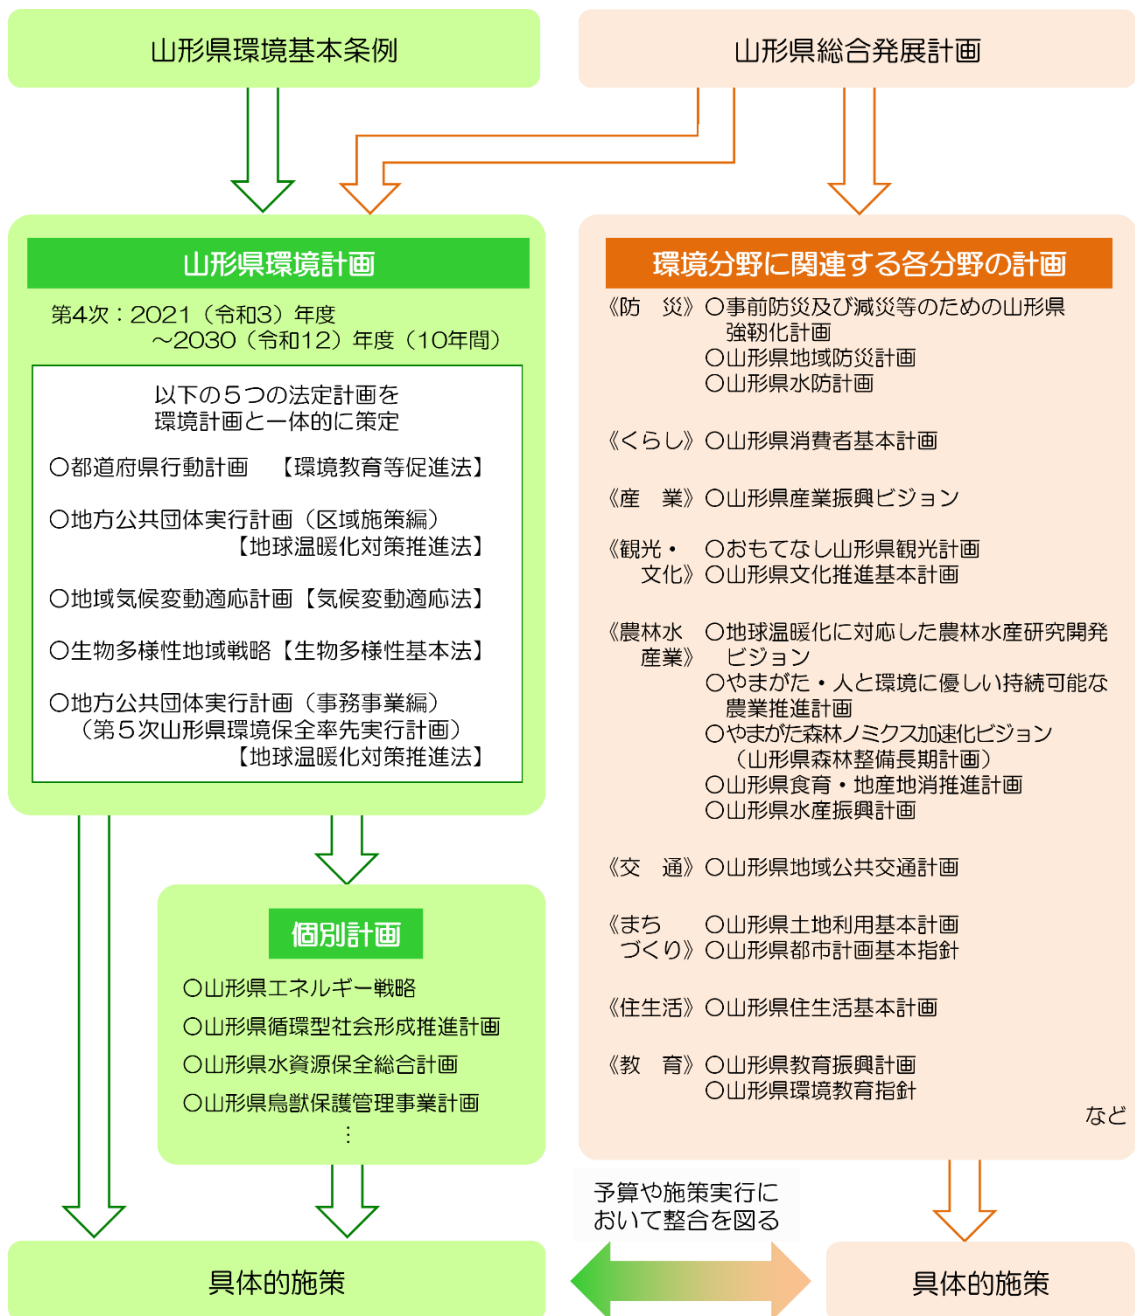 山形県環境基本条例
山形県総合発展計画
山形県環境計画
第4次：2021（令和3）年度
～2030（令和12）年度（10年間）
以下の５つの法定計画を
環境計画と一体的に策定
○都道府県行動計画　【環境教育等促進法】
○地方公共団体実行計画（区域施策編）
【地球温暖化対策推進法】
○地域気候変動適応計画【気候変動適応法】
○生物多様性地域戦略【生物多様性基本法】
○地方公共団体実行計画（事務事業編）
（第５次山形県環境保全率先実行計画）
【地球温暖化対策推進法】
個別計画
○山形県エネルギー戦略
○山形県循環型社会形成推進計画
○山形県水資源保全総合計画
○山形県鳥獣保護管理事業計画
⋮
具体的施策
環境分野に関連する各分野の計画
《防　災》○事前防災及び減災等のための山形県
強靭化計画
○山形県地域防災計画
○山形県水防計画
《くらし》○山形県消費者基本計画
《産　業》○山形県産業振興ビジョン
《観光・　○おもてなし山形県観光計画
文化》○山形県文化推進基本計画
《農林水　○地球温暖化に対応した農林水産研究開発
産業》　ビジョン
○やまがた・人と環境に優しい持続可能な
農業推進計画
○やまがた森林ノミクス加速化ビジョン
（山形県森林整備長期計画）
○山形県食育・地産地消推進計画
○山形県水産振興計画
《交　通》○山形県地域公共交通計画
《まち　　○山形県土地利用基本計画
づくり》○山形県都市計画基本指針
《住生活》○山形県住生活基本計画
《教　育》○山形県教育振興計画
○山形県環境教育指針
など
予算や施策実行に
おいて整合を図る
具体的施策